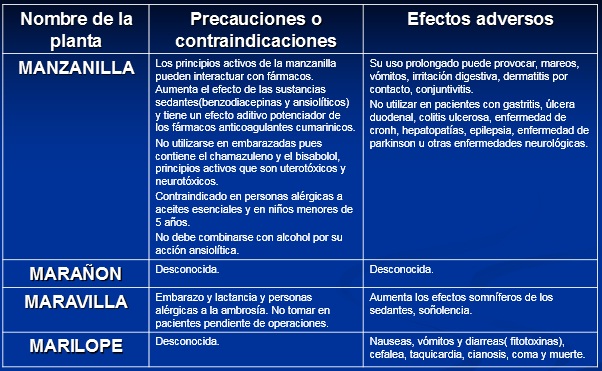 Nombre de la planta
Precauciones o contraindicaciones
Efectos adversos
MANZANILLA
Los principios activos de la manzanilla
pueden interactuar con fármacos.
Aumenta el efecto de las sustancias
sedantes(benzodiacepinas y ansiolíticos)
y tiene un efecto aditivo potenciador de
los fármacos anticoagulantes cumarinicos.
No utilizarse en embarazadas pues
contiene el chamazuleno y el bisabolol,
principios activos que son uterotóxicos y
neurotóxicos.
Contraindicado en personas alérgicas a
aceites esenciales y en niños menores de
5 años.
No debe combinarse con alcohol por su
acción ansiolítica.
Su uso prolongado puede provocar, mareos,
vómitos, irritación digestiva, dermatitis por
contacto, conjuntivitis.
No utilizar en pacientes con gastritis, úlcera
duodenal, colitis ulcerosa, enfermedad de
cronh, hepatopatías, epilepsia, enfermedad de
parkinson u otras enfermedades neurológicas.
MARAÑON
Desconocida.
Desconocida.
MARAVILLA
Embarazo y lactancia y personas
alérgicas a la ambrosía. No tomar en
pacientes pendiente de operaciones.
Aumenta los efectos somníferos de los
sedantes, soñolencia.
MARILOPE
Desconocida.
Nauseas, vómitos y diarreas( fitotoxinas),
cefalea, taquicardia, cianosis, coma y muerte.